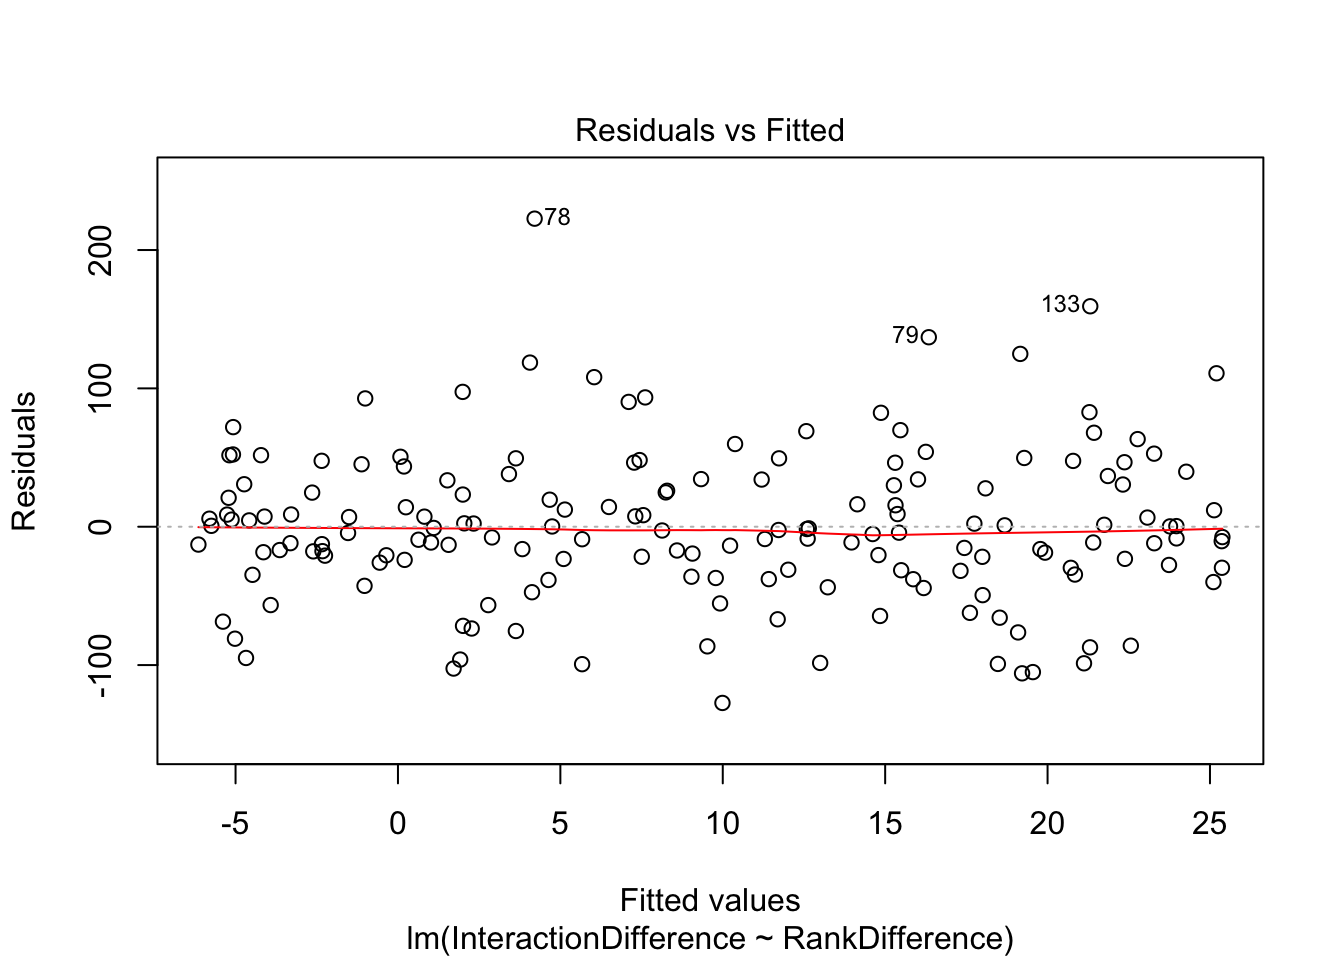 Residuals vs Fitted
78
133
79
Residuals
200
100
0
-100
-5 0 5 10 15 20 25
Fitted values
lm(InteractionDifference ~ RankDifference)